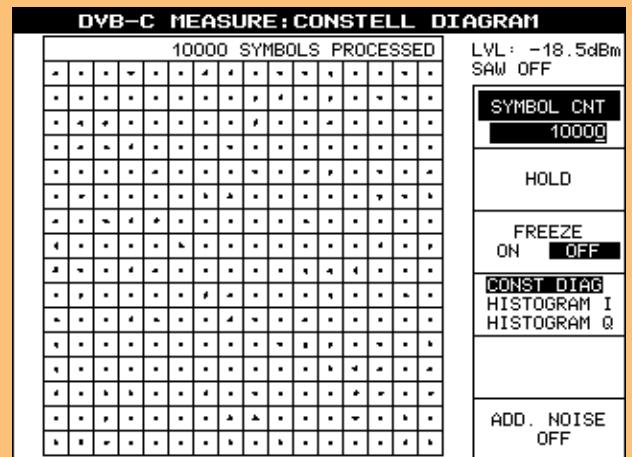 DVB-C MEASURE:CONSTELL DIAGRAM
10000 SYMBOLS PROCESSED
LVL: -18.5dBm
SAW OFF
SYMBOL CNT
10000
HOLD
FREEZE
ON OFF
CONST DIAG
HISTOGRAM I
HISTOGRAM Q
ADD. NOISE
OFF